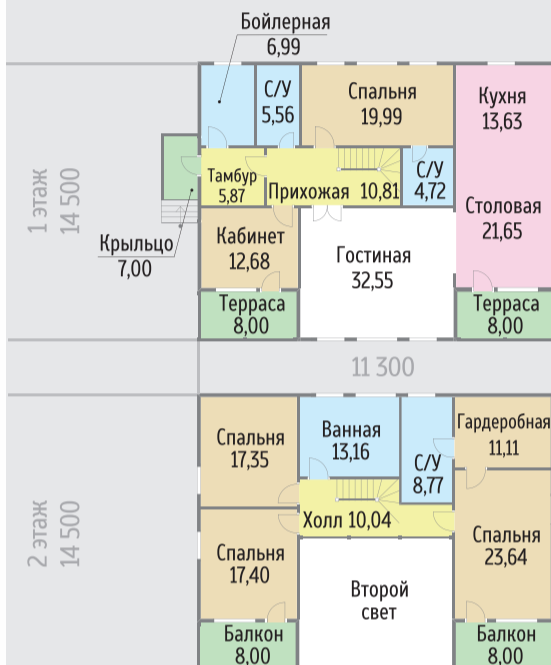 Бойлерная
6,99
С/У
5,56
Спальня
19,99
Кухня
13,63
Тамбур
5,87
Прихожая 10,81
С/У
4,72
1 этаж
14 500
Крыльцо
7,00
Кабинет
12,68
Гостиная
32,55
Столовая
21,65
Терраса
8,00
Терраса
8,00
11 300
Спальня
17,35
Ванная
13,16
С/У
8,77
Гардеробная
11,11
2 этаж
14 500
Холл 10,04
Спальня
17,40
Второй
свет
Спальня
23,64
Балкон
8,00
Балкон
8,00